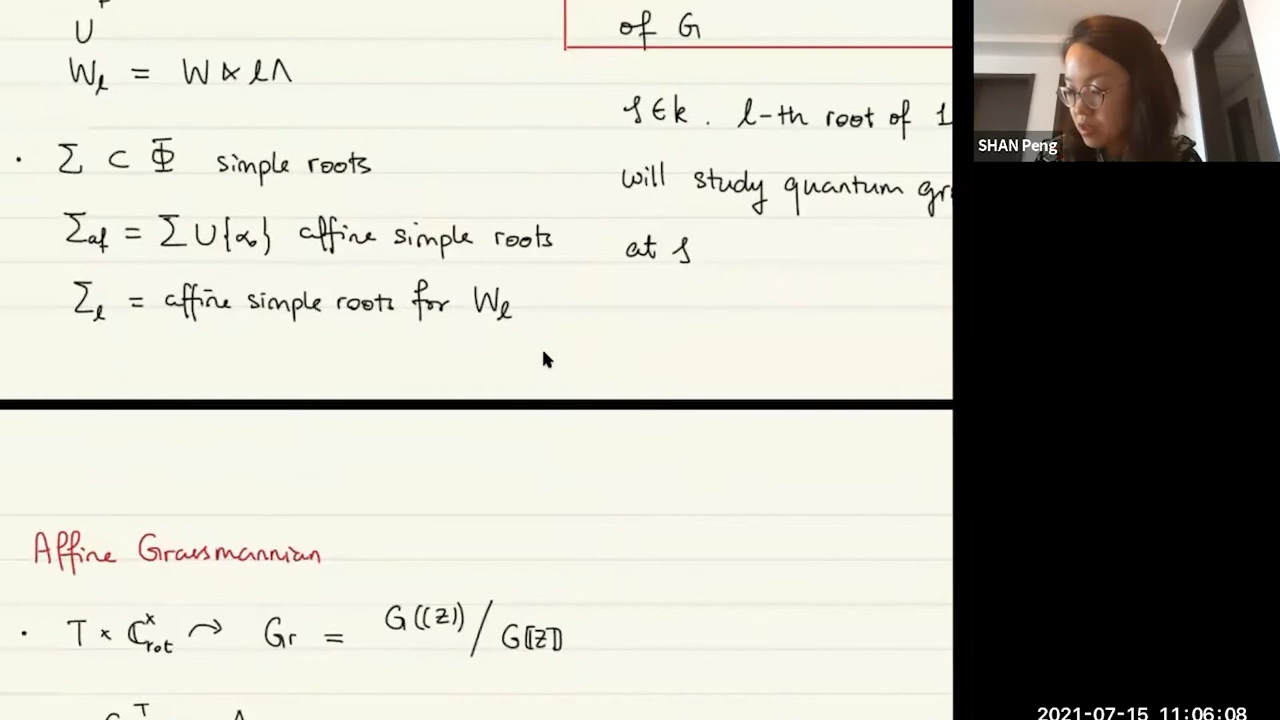 U
W_ℓ = W ⋉ ℓΛ
· Σ ⊂ Φ simple roots
Σ_af = Σ ∪ {α₀} affine simple roots
Σ_ℓ = affine simple roots for W_ℓ
of G
ζ ∈ k. ℓ-th root of 1
will study quantum gr
at ζ
Affine Grassmannian
· T × ℂ^×_rot ↷ Gr = G((z))/G[[z]]
T
SHAN Peng
2021-07-15 11:06:08